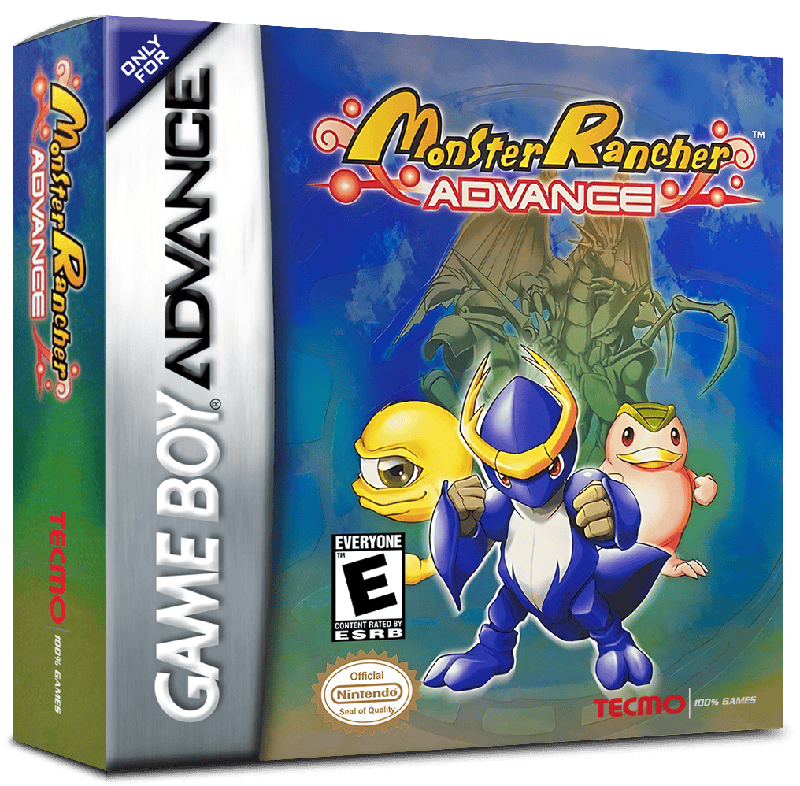 Monster Rancher
ADVANCE
TECMO
100% GAMES
ONLY
FOR
GAME BOY ADVANCE
®
Monster Rancher
™
ADVANCE
EVERYONE
™
E
CONTENT RATED BY
ESRB
Official
Nintendo
Seal of Quality
TECMO
100% GAMES